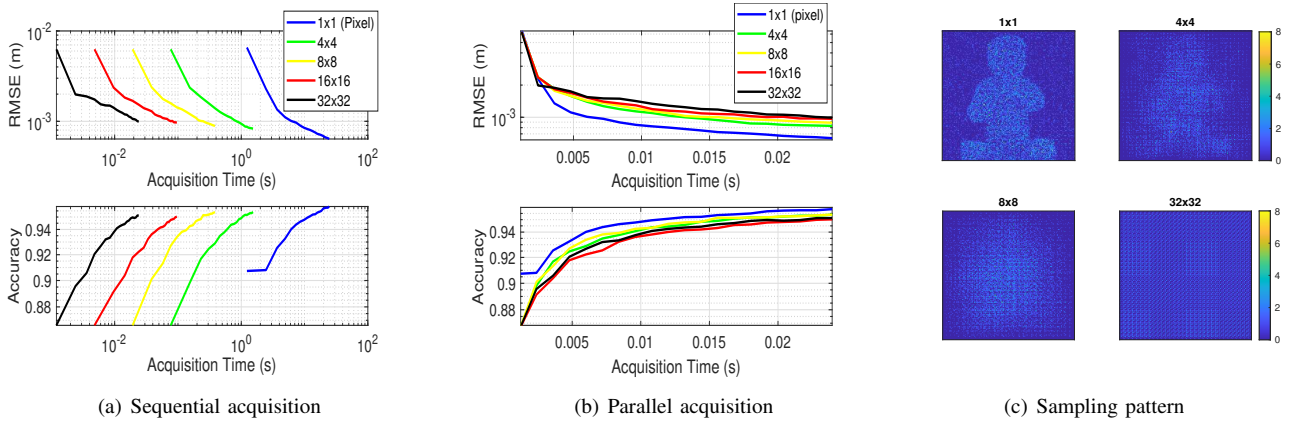 10^-2
10^-3
RMSE (m)
10^-2
10^0
10^2
Acquisition Time (s)
1x1 (Pixel)
4x4
8x8
16x16
32x32
0.94
0.92
0.9
0.88
Accuracy
10^-2
10^0
10^2
Acquisition Time (s)
(a) Sequential acquisition
10^-3
RMSE (m)
0.005
0.01
0.015
0.02
Acquisition Time (s)
1x1 (pixel)
4x4
8x8
16x16
32x32
0.94
0.92
0.9
0.88
Accuracy
0.005
0.01
0.015
0.02
Acquisition Time (s)
(b) Parallel acquisition
1x1
4x4
8
6
4
2
0
8x8
32x32
8
6
4
2
0
(c) Sampling pattern